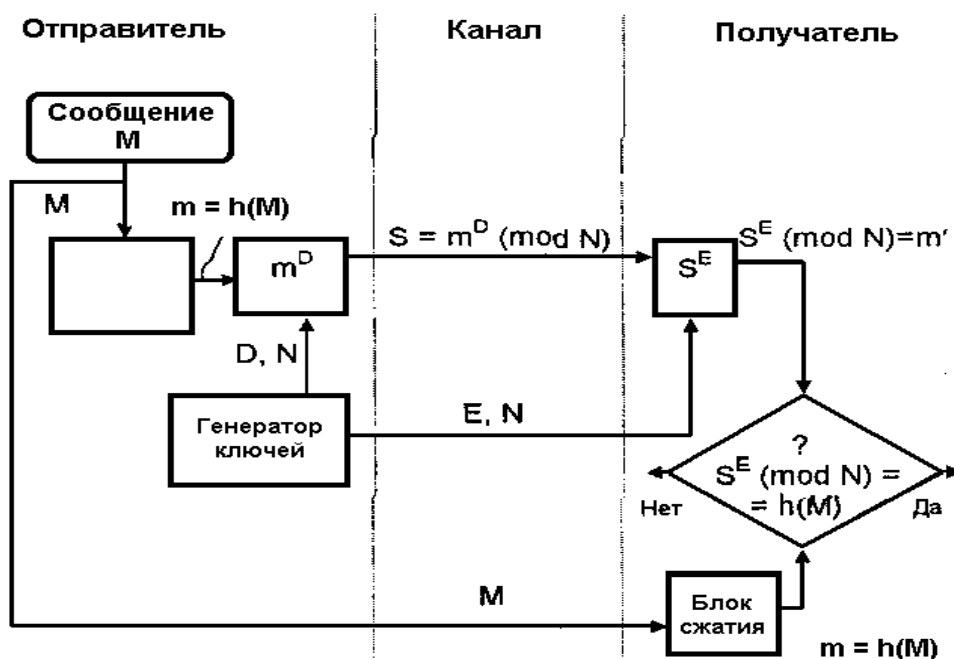 Отправитель
Канал
Получатель
Сообщение
M
M
m = h(M)
m^D
S = m^D (mod N)
S^E
S^E (mod N)=m'
D, N
Генератор
ключей
E, N
?
S^E (mod N) =
= h(M)
Нет
Да
M
Блок
сжатия
m = h(M)